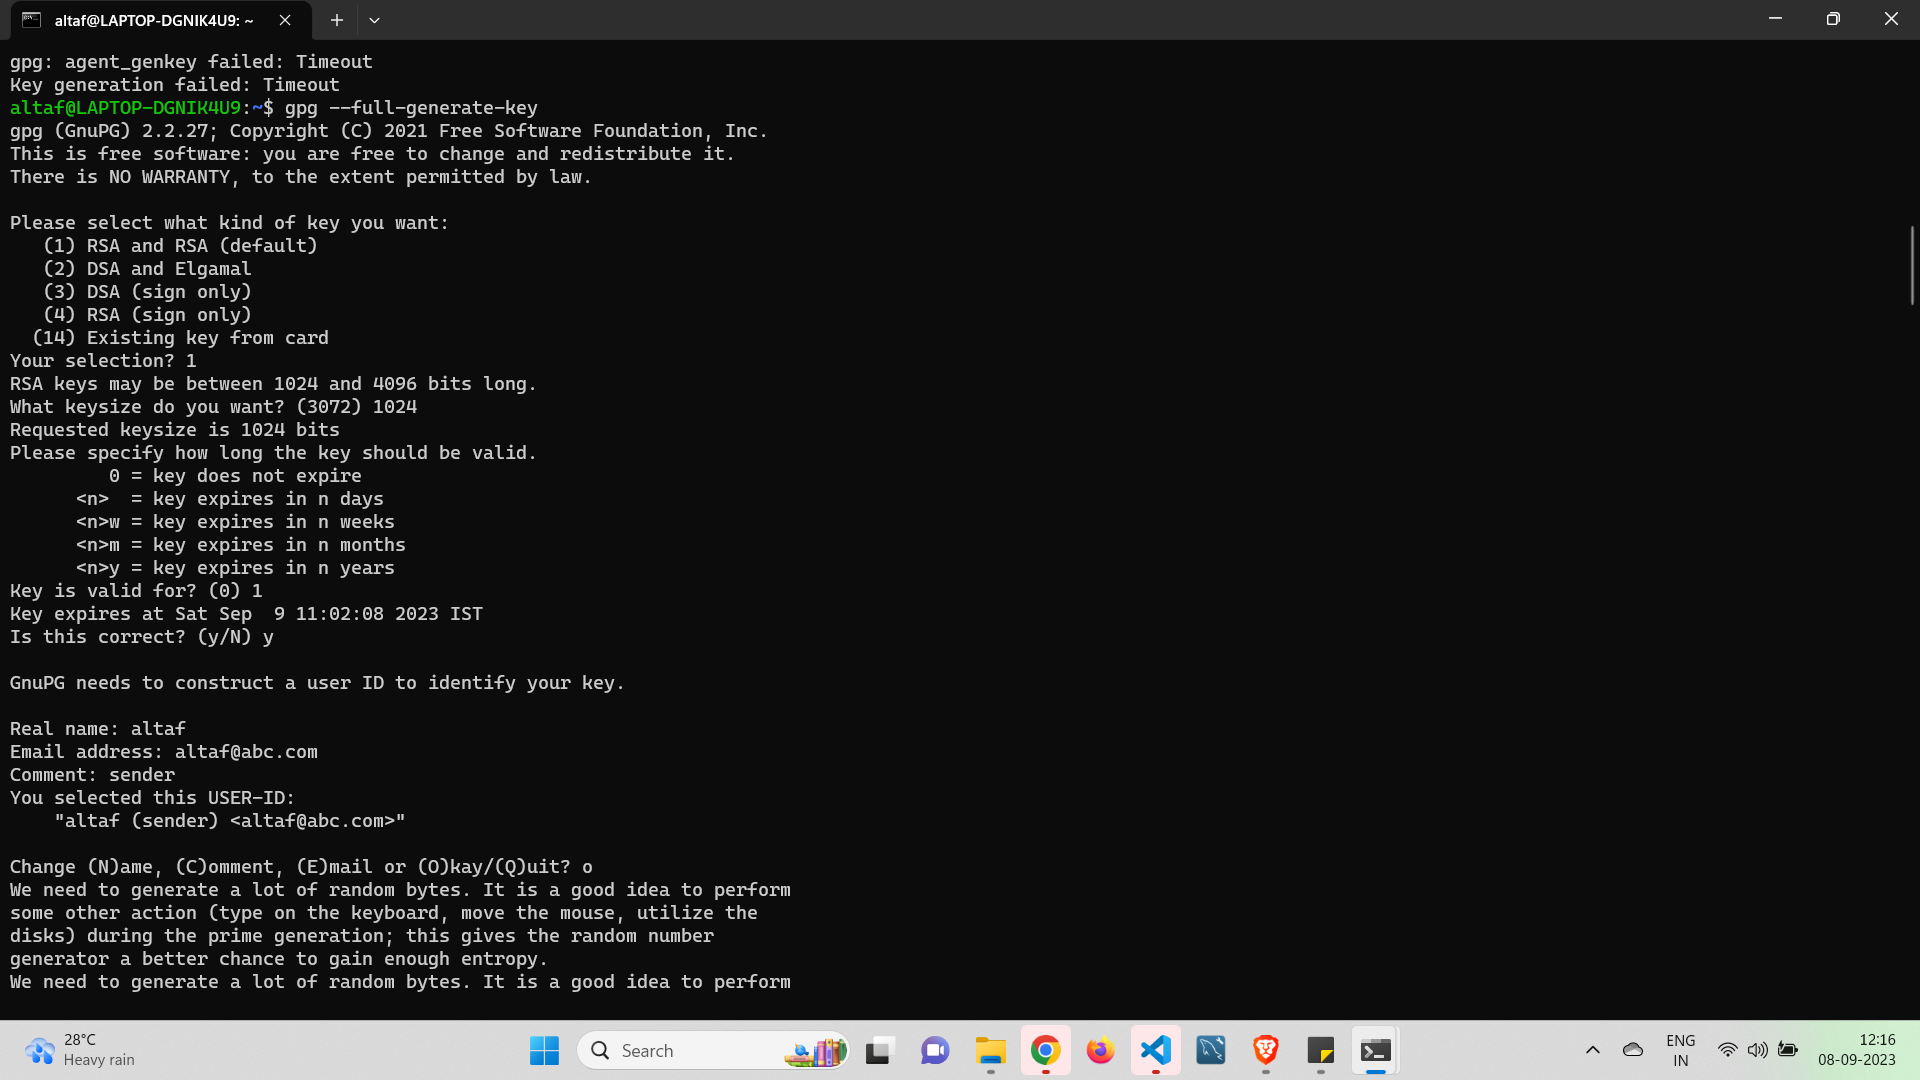 altaf@LAPTOP-DGNIK4U9: ~
gpg: agent_genkey failed: Timeout
Key generation failed: Timeout
altaf@LAPTOP-DGNIK4U9:~$ gpg --full-generate-key
gpg (GnuPG) 2.2.27; Copyright (C) 2021 Free Software Foundation, Inc.
This is free software: you are free to change and redistribute it.
There is NO WARRANTY, to the extent permitted by law.

Please select what kind of key you want:
   (1) RSA and RSA (default)
   (2) DSA and Elgamal
   (3) DSA (sign only)
   (4) RSA (sign only)
  (14) Existing key from card
Your selection? 1
RSA keys may be between 1024 and 4096 bits long.
What keysize do you want? (3072) 1024
Requested keysize is 1024 bits
Please specify how long the key should be valid.
         0 = key does not expire
      <n>  = key expires in n days
      <n>w = key expires in n weeks
      <n>m = key expires in n months
      <n>y = key expires in n years
Key is valid for? (0) 1
Key expires at Sat Sep  9 11:02:08 2023 IST
Is this correct? (y/N) y

GnuPG needs to construct a user ID to identify your key.

Real name: altaf
Email address: altaf@abc.com
Comment: sender
You selected this USER-ID:
    "altaf (sender) <altaf@abc.com>"

Change (N)ame, (C)omment, (E)mail or (O)kay/(Q)uit? o
We need to generate a lot of random bytes. It is a good idea to perform
some other action (type on the keyboard, move the mouse, utilize the
disks) during the prime generation; this gives the random number
generator a better chance to gain enough entropy.
We need to generate a lot of random bytes. It is a good idea to perform
28°C
Heavy rain
Search
ENG
IN
12:16
08-09-2023